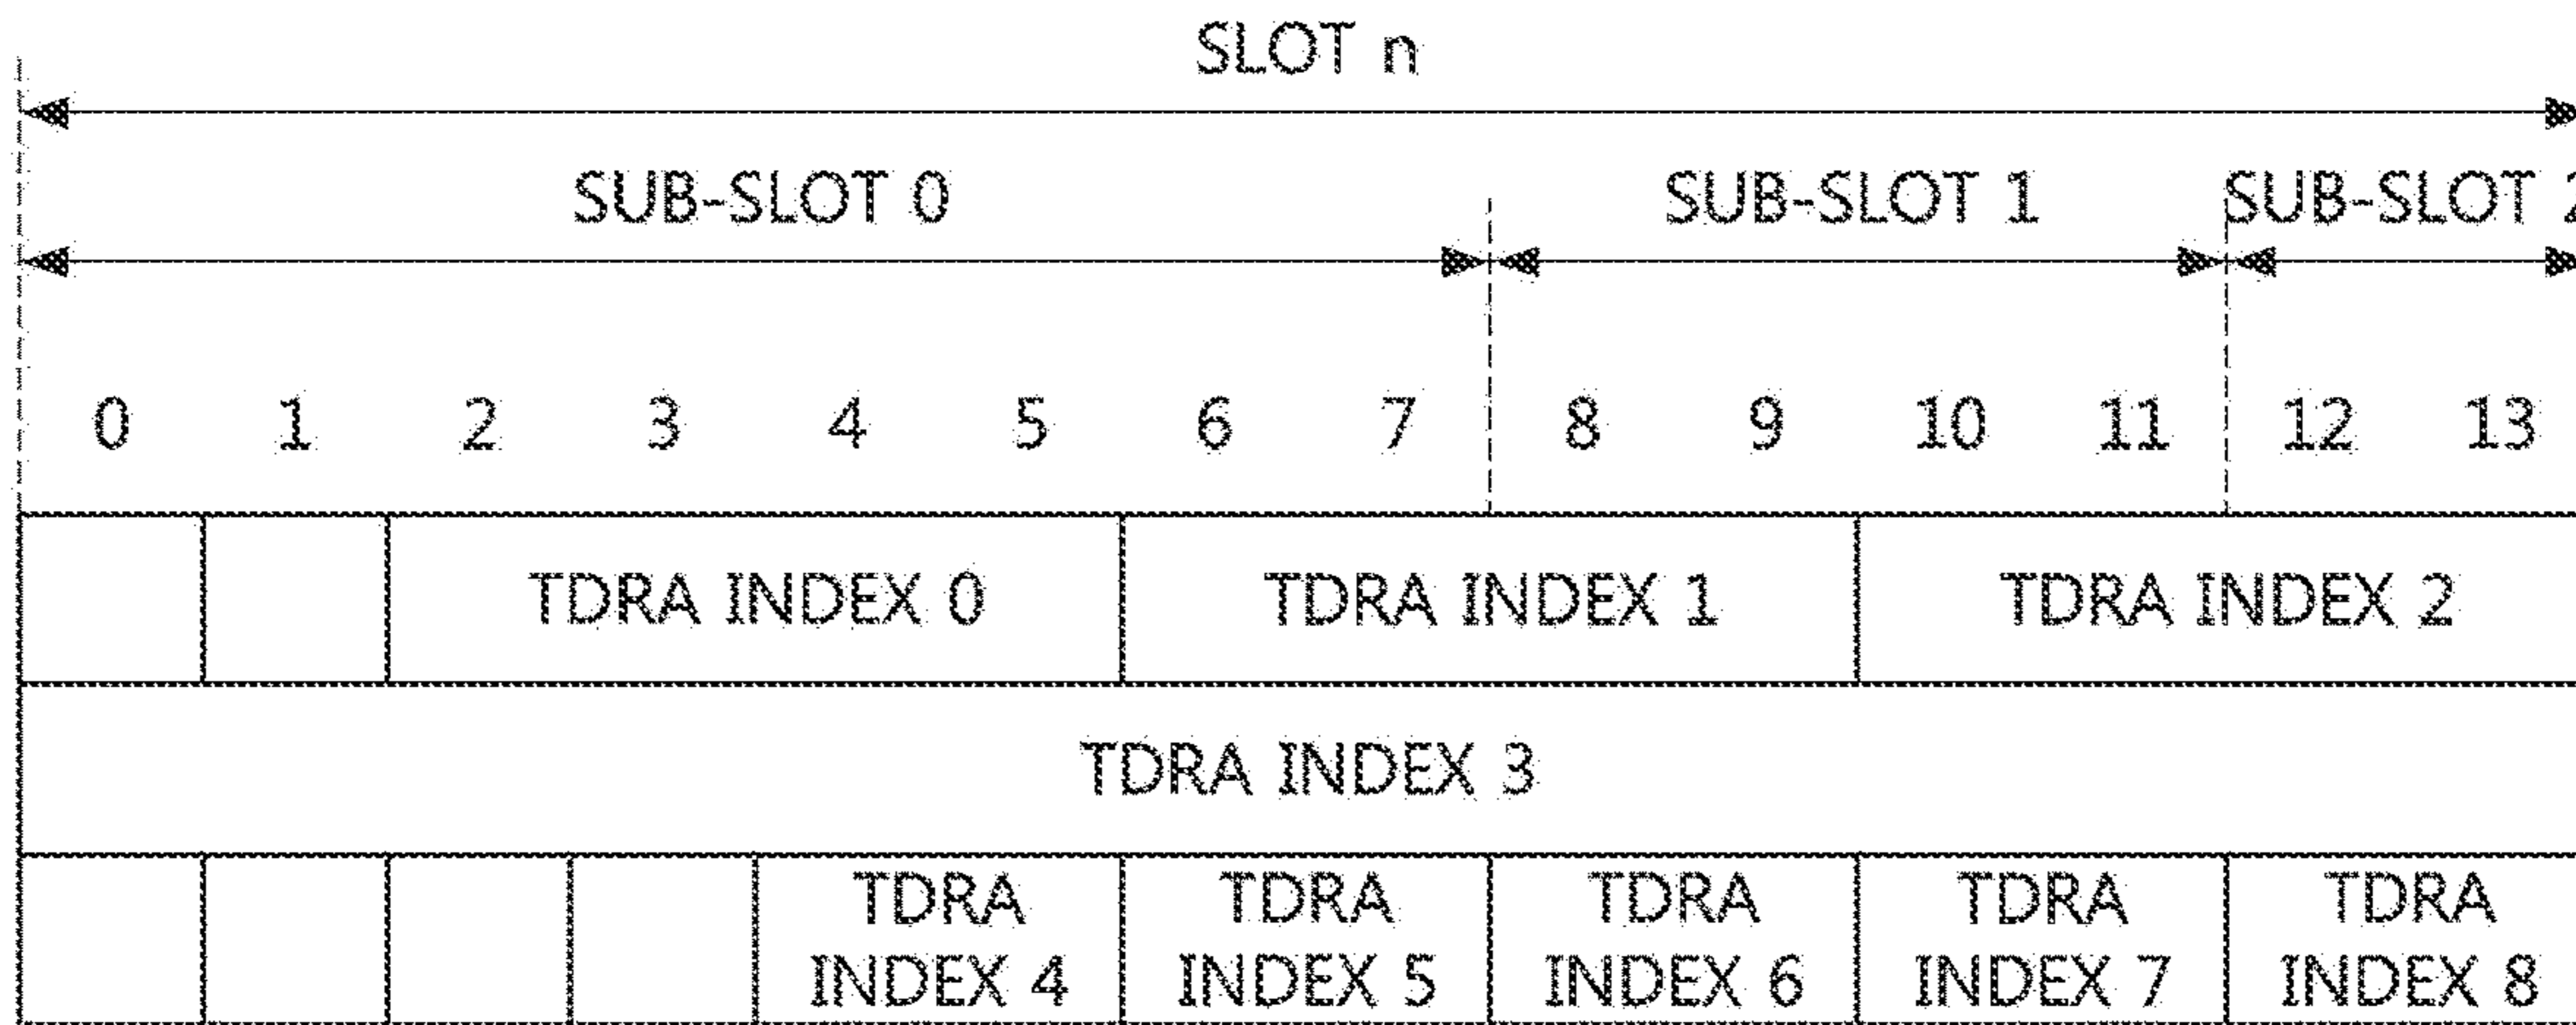 SLOT n
SUB-SLOT 0 SUB-SLOT 1 SUB-SLOT 2
0 1 2 3 4 5 6 7 8 9 10 11 12 13
TDRA INDEX 0 TDRA INDEX 1 TDRA INDEX 2
TDRA INDEX 3
TDRA TDRA TDRA TDRA TDRA
INDEX 4 INDEX 5 INDEX 6 INDEX 7 INDEX 8